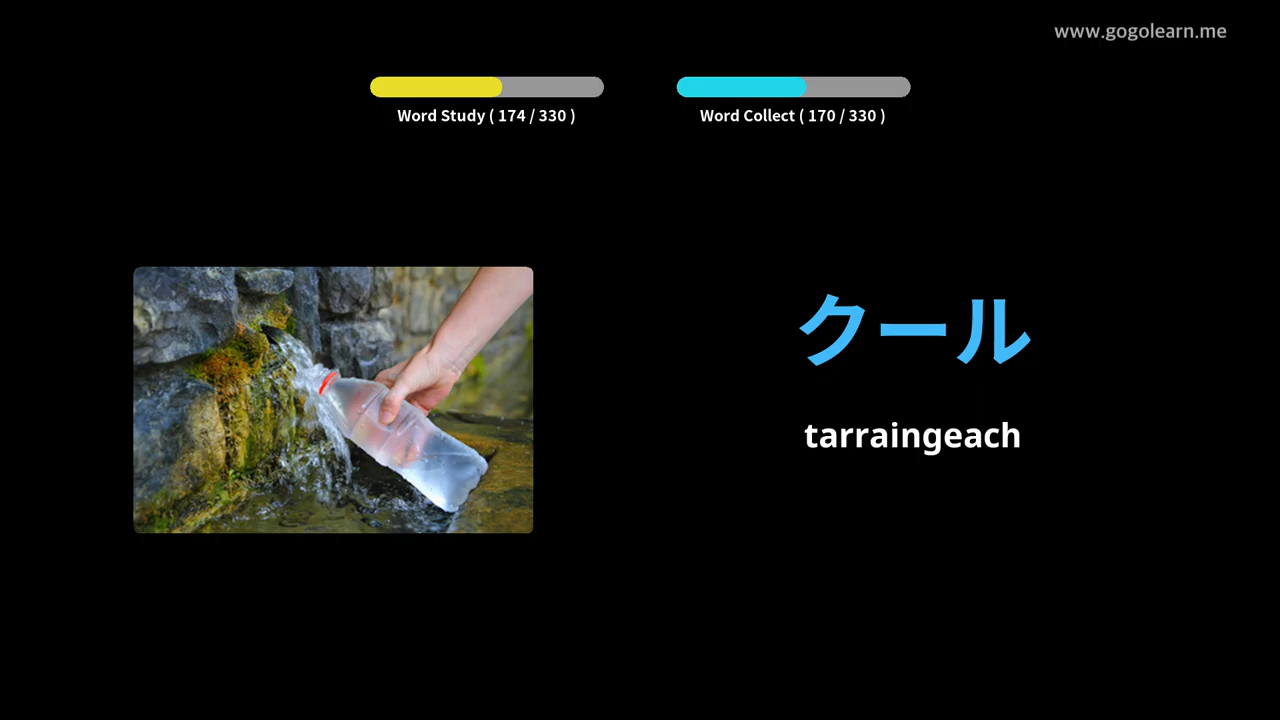 www.gogolearn.me
Word Study ( 174 / 330 )
Word Collect ( 170 / 330 )
クール
tarraingeach